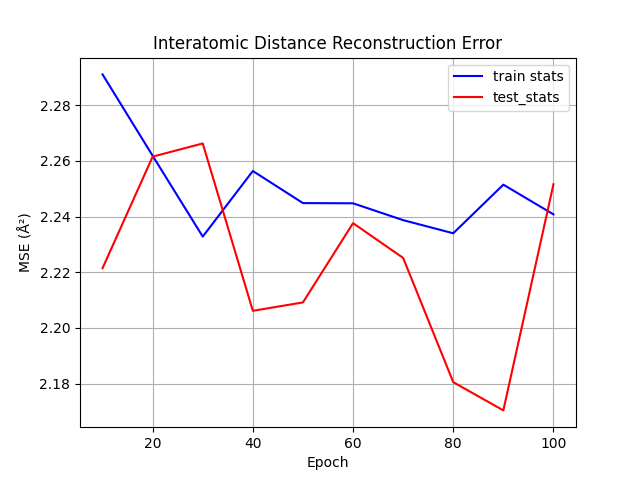 Interatomic Distance Reconstruction Error
train stats
test_stats
MSE (Å²)
2.28
2.26
2.24
2.22
2.20
2.18
20 40 60 80 100
Epoch